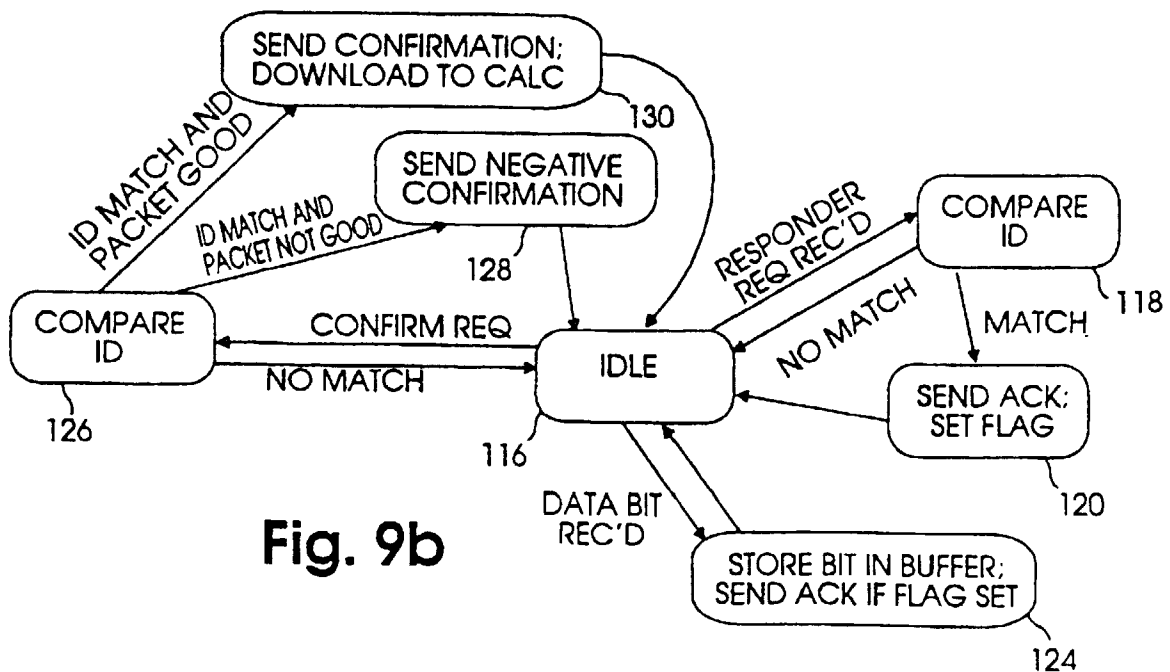 SEND CONFIRMATION;
DOWNLOAD TO CALC
130
ID MATCH AND
PACKET GOOD
SEND NEGATIVE
CONFIRMATION
128
ID MATCH AND
PACKET NOT GOOD
COMPARE
ID
118
RESPONDER
REQ REC'D
NO MATCH
MATCH
COMPARE
ID
126
CONFIRM REQ
NO MATCH
IDLE
116
SEND ACK;
SET FLAG
120
DATA BIT
REC'D
STORE BIT IN BUFFER;
SEND ACK IF FLAG SET
124
Fig. 9b